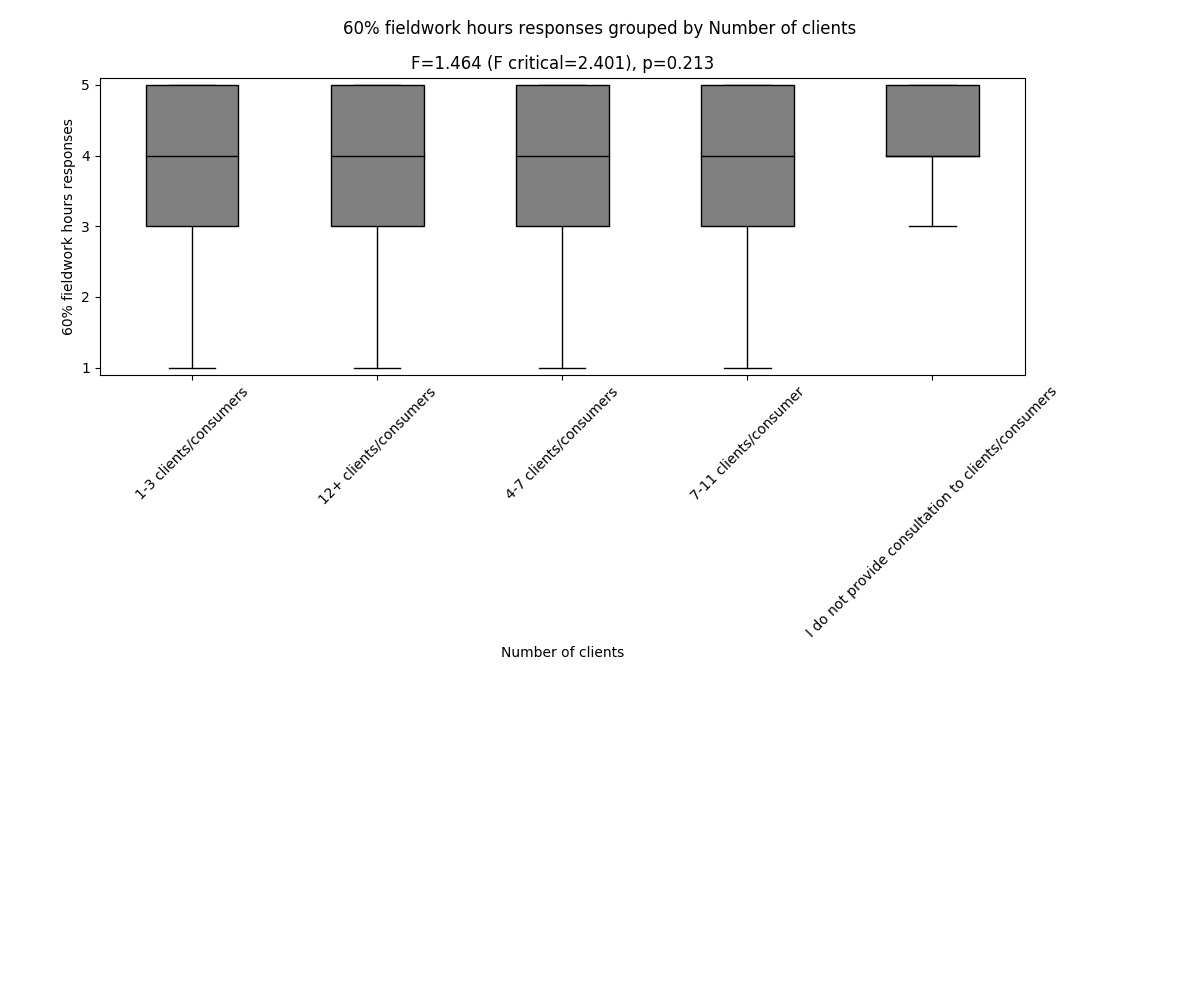 60% fieldwork hours responses grouped by Number of clients
F=1.464 (F critical=2.401), p=0.213
60% fieldwork hours responses
5
4
3
2
1
1-3 clients/consumers
12+ clients/consumers
4-7 clients/consumers
7-11 clients/consumer
I do not provide consultation to clients/consumers
Number of clients